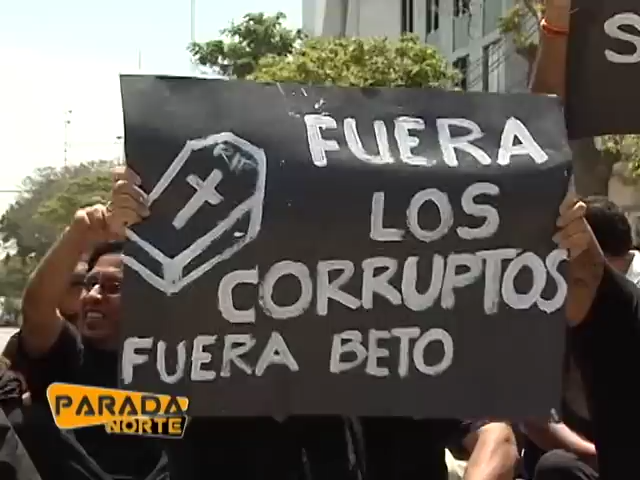 FUERA
LOS
CORRUPTOS
FUERA BETO
RIP
S
PARADA
NORTE